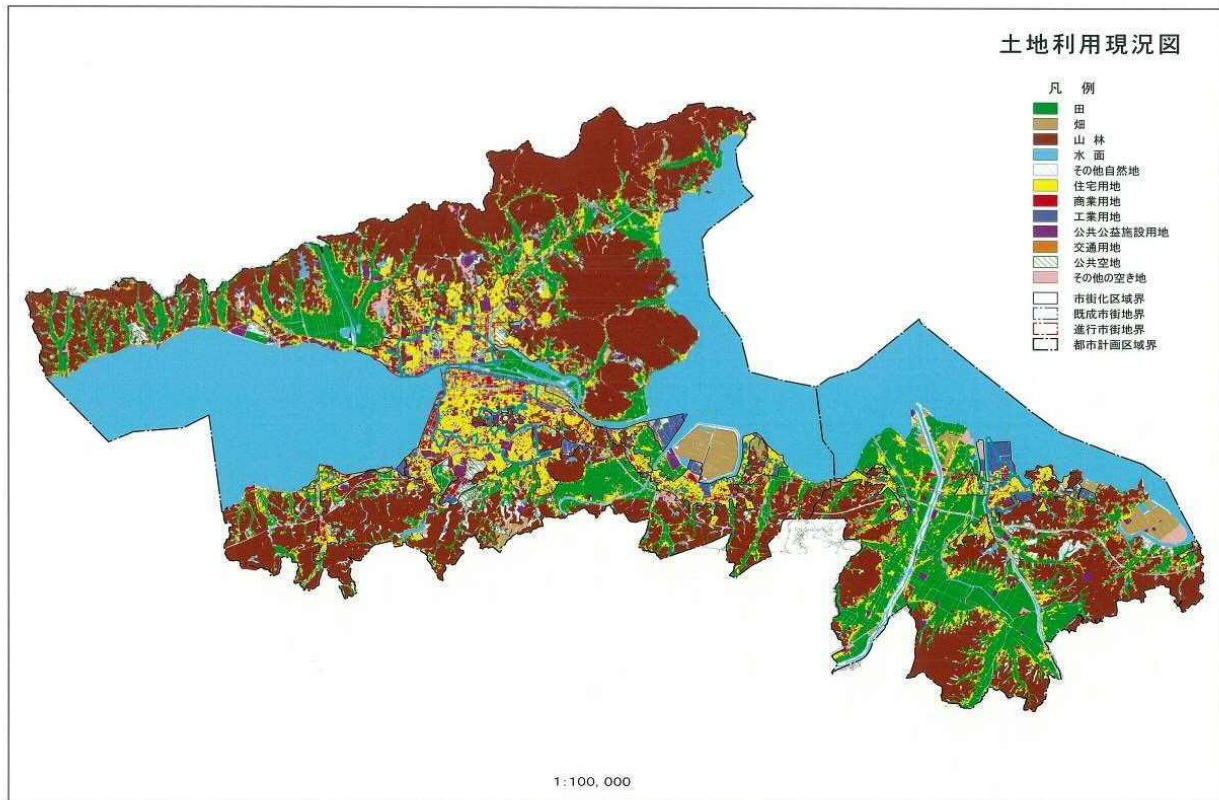 土地利用現況図
凡 例
田
畑
山 林
水 面
その他自然地
住宅用地
商業用地
工業用地
公共公益施設用地
交通用地
公共空地
その他の空き地
市街化区域界
既成市街地界
進行市街地界
都市計画区域界
1:100,000